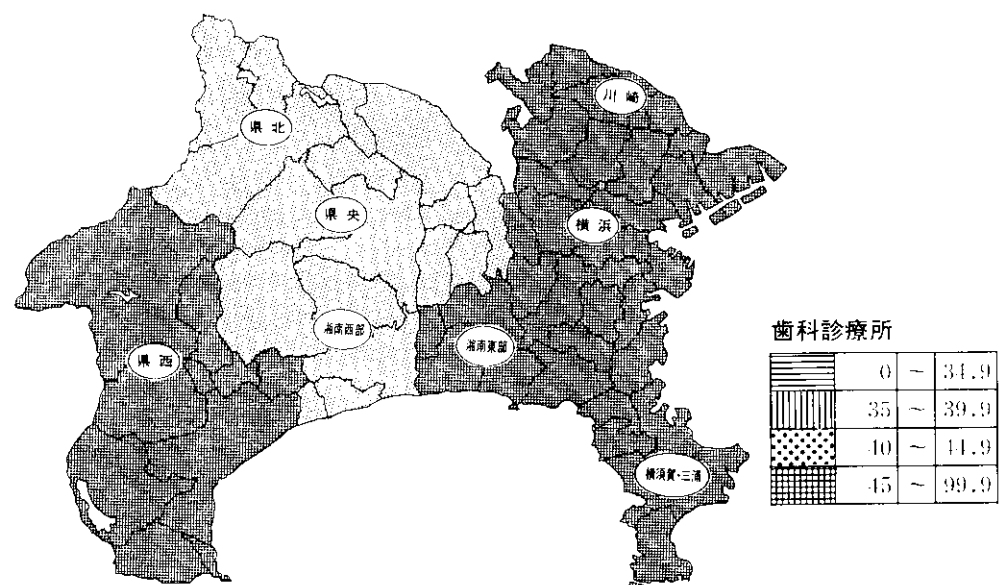 川崎
県北
県央
横浜
湘南西部
湘南東部
県西
横須賀・三浦
歯科診療所
0 ～ 34.9
35 ～ 39.9
40 ～ 44.9
45 ～ 99.9